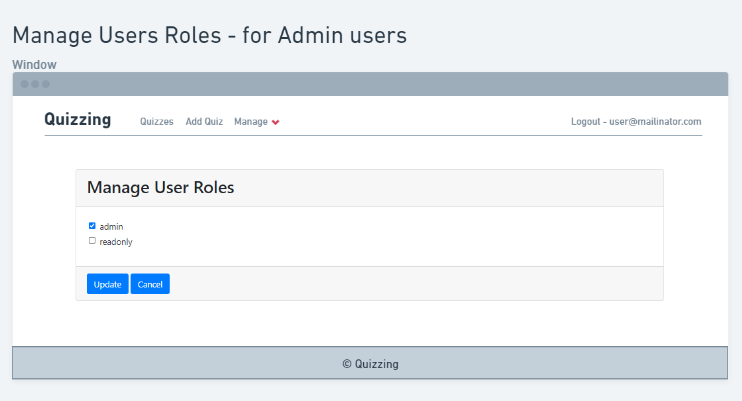 Manage Users Roles - for Admin users
Window
Quizzing Quizzes Add Quiz Manage Logout - user@mailinator.com
Manage User Roles
admin
readonly
Update Cancel
© Quizzing